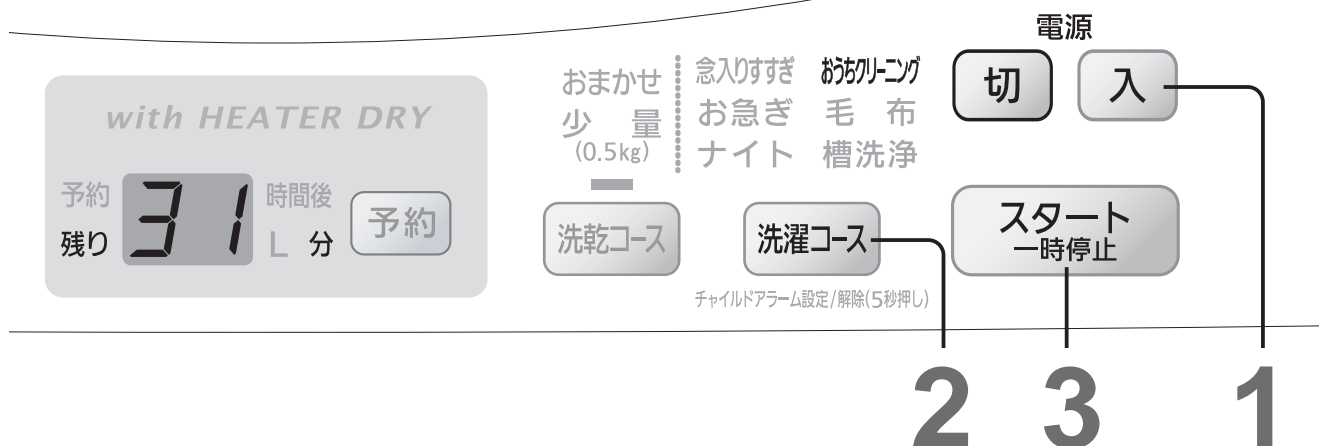 電源
切 入
with HEATER DRY
予約 31 時間後
残り L 分
予約
おまかせ
少 量
(0.5kg)
念入りすすぎ おうちクリーニング
お急ぎ 毛 布
ナイト 槽洗浄
洗乾コース
洗濯コース
チャイルドアラーム設定/解除(5秒押し)
スタート
一時停止
2 3 1